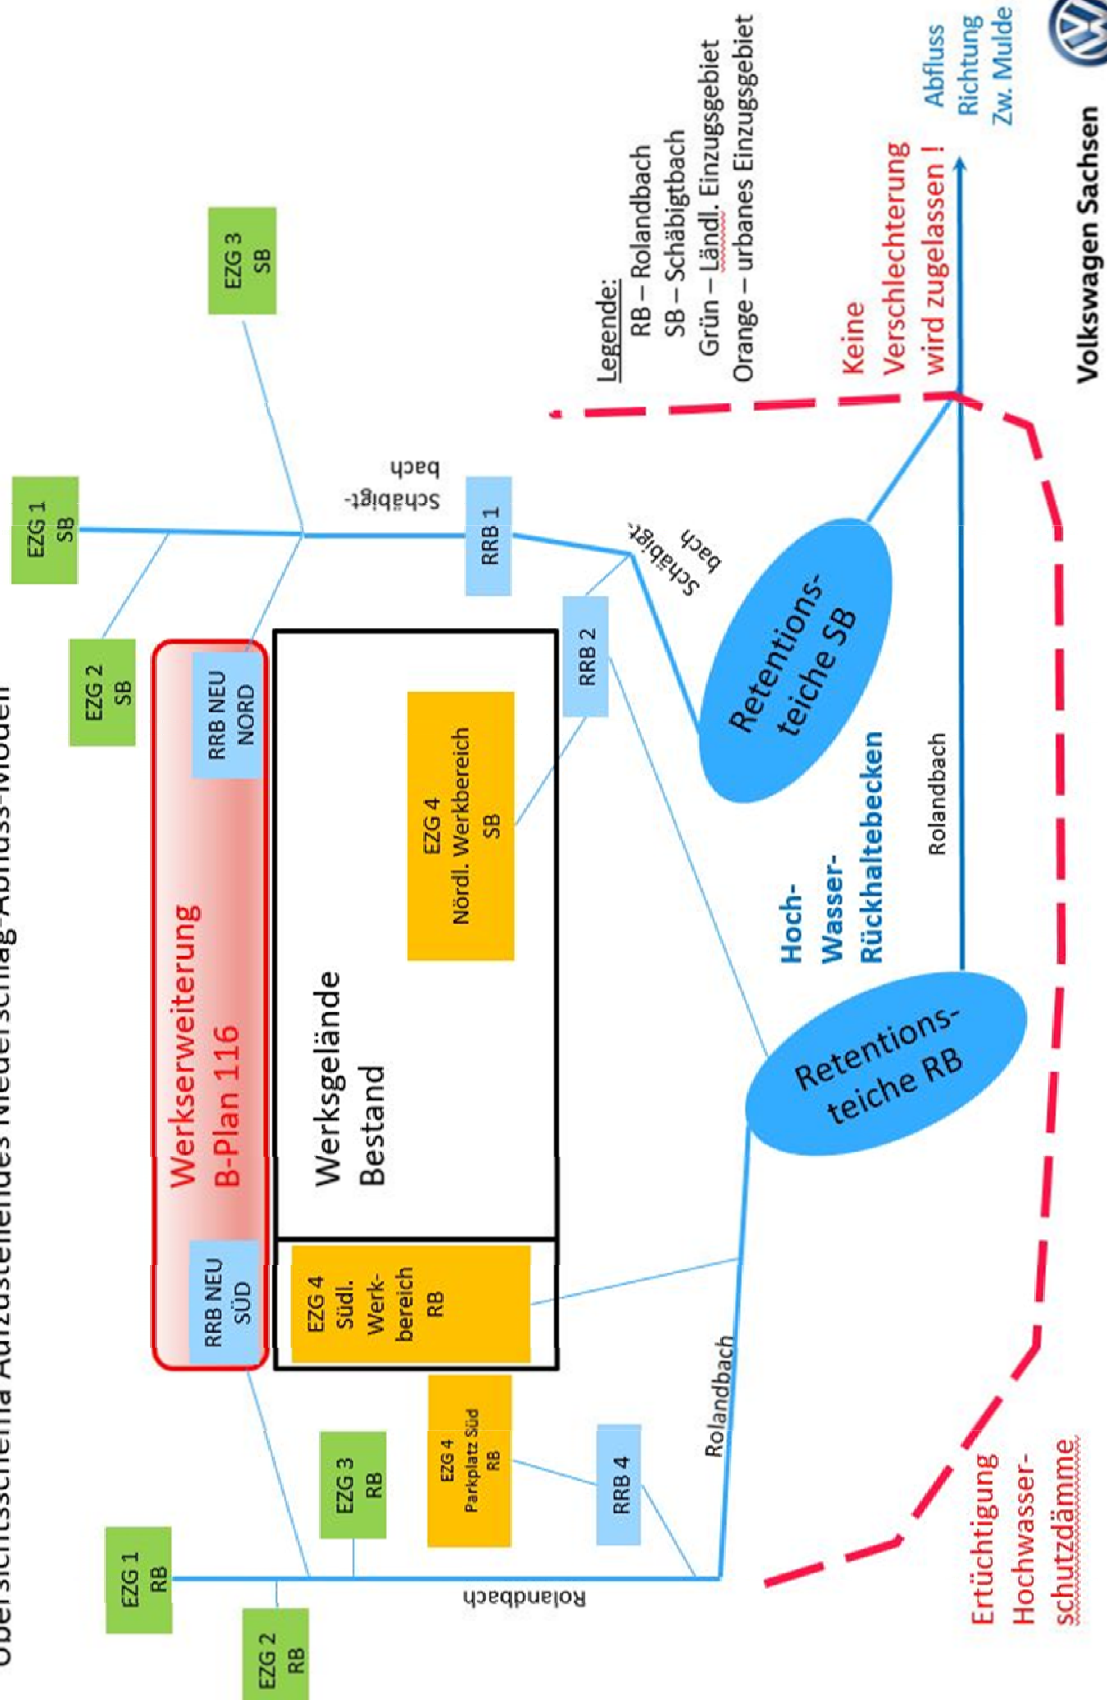 Übersichtsschema Aufzustellendes Niederschlag-Abfluss-Modell
EZG 1
RB
EZG 2
RB
EZG 3
RB
RRB NEU
SÜD
Werkserweiterung
B-Plan 116
RRB NEU
NORD
EZG 2
SB
EZG 1
SB
EZG 3
SB
Rolandbach
EZG 4
Parkplatz Süd
RB
RRB 4
EZG 4
Südl.
Werk-
bereich
RB
Werksgelände
Bestand
EZG 4
Nördl. Werkbereich
SB
RRB 2
RRB 1
Schäbigt-
bach
Schäbigt-
bach
Legende:
RB – Rolandbach
SB – Schäbigtbach
Grün – Ländl. Einzugsgebiet
Orange – urbanes Einzugsgebiet
Rolandbach
Retentions-
teiche RB
Hoch-
Wasser-
Rückhaltebecken
Retentions-
teiche SB
Rolandbach
Keine
Verschlechterung
wird zugelassen !
Abfluss
Richtung
Zw. Mulde
Ertüchtigung
Hochwasser-
schutzdämme
Volkswagen Sachsen